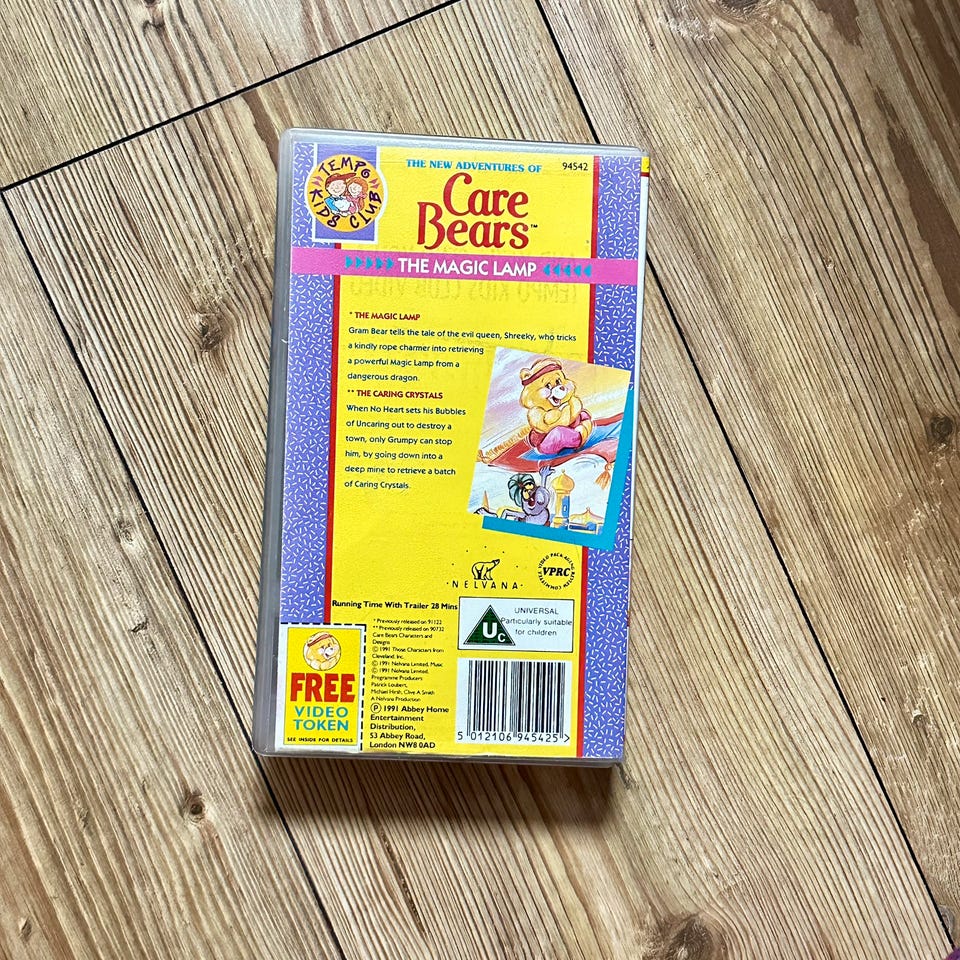 TEMPO KIDS CLUB
THE NEW ADVENTURES OF
94542
Care
Bears™
THE MAGIC LAMP
* THE MAGIC LAMP
Gram Bear tells the tale of the evil queen, Shreeky, who tricks
a kindly rope charmer into retrieving
a powerful Magic Lamp from a
dangerous dragon.
** THE CARING CRYSTALS
When No Heart sets his Bubbles
of Uncaring out to destroy a
town, only Grumpy can stop
him, by going down into a
deep mine to retrieve a batch
of Caring Crystals.
NELVANA
VIDEO PACKAGING REVIEW COMMITTEE
VPRC
Running Time With Trailer 28 Mins
Uc
UNIVERSAL
Particularly suitable
for children
* Previously released on 91122
** Previously released on 90732
Care Bears Characters and
Designs
© 1991 Those Characters from
Cleveland, Inc.
© 1991 Nelvana Limited, Music
© 1991 Nelvana Limited,
Programme Producers
Patrick Loubert,
Michael Hirsh, Clive A Smith
A Nelvana Production
℗ 1991 Abbey Home
Entertainment
Distribution,
53 Abbey Road,
London NW8 0AD
FREE
VIDEO
TOKEN
SEE INSIDE FOR DETAILS
5 012106 945425 >